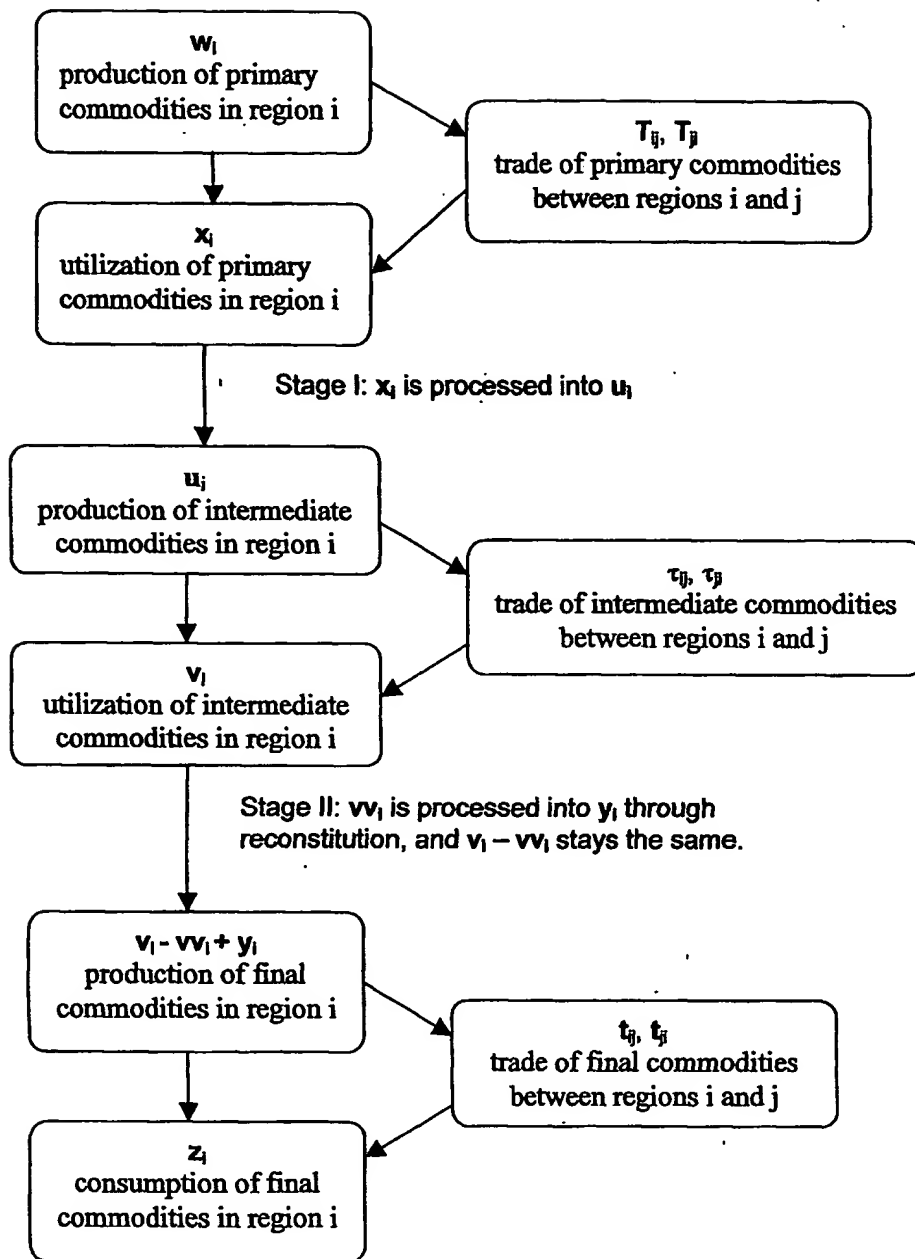 wᵢ
production of primary
commodities in region i
Tᵢⱼ, Tⱼᵢ
trade of primary commodities
between regions i and j
xᵢ
utilization of primary
commodities in region i
Stage I: xᵢ is processed into uᵢ
uᵢ
production of intermediate
commodities in region i
τᵢⱼ, τⱼᵢ
trade of intermediate commodities
between regions i and j
vᵢ
utilization of intermediate
commodities in region i
Stage II: vvᵢ is processed into yᵢ through
reconstitution, and vᵢ – vvᵢ stays the same.
vᵢ - vvᵢ + yᵢ
production of final
commodities in region i
tᵢⱼ, tⱼᵢ
trade of final commodities
between regions i and j
zᵢ
consumption of final
commodities in region i